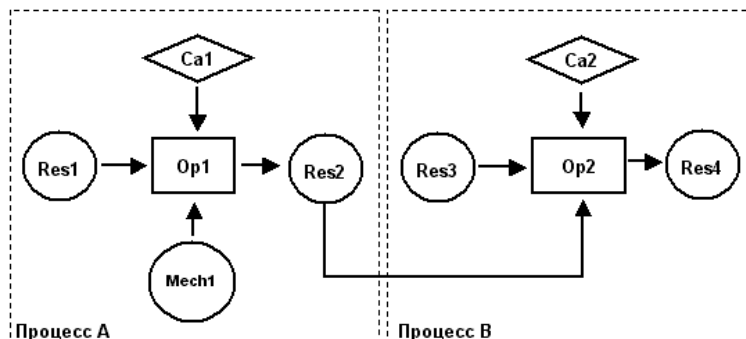 Ca1
Ca2
Res1
Op1
Res2
Res3
Op2
Res4
Mech1
Процесс А
Процесс В